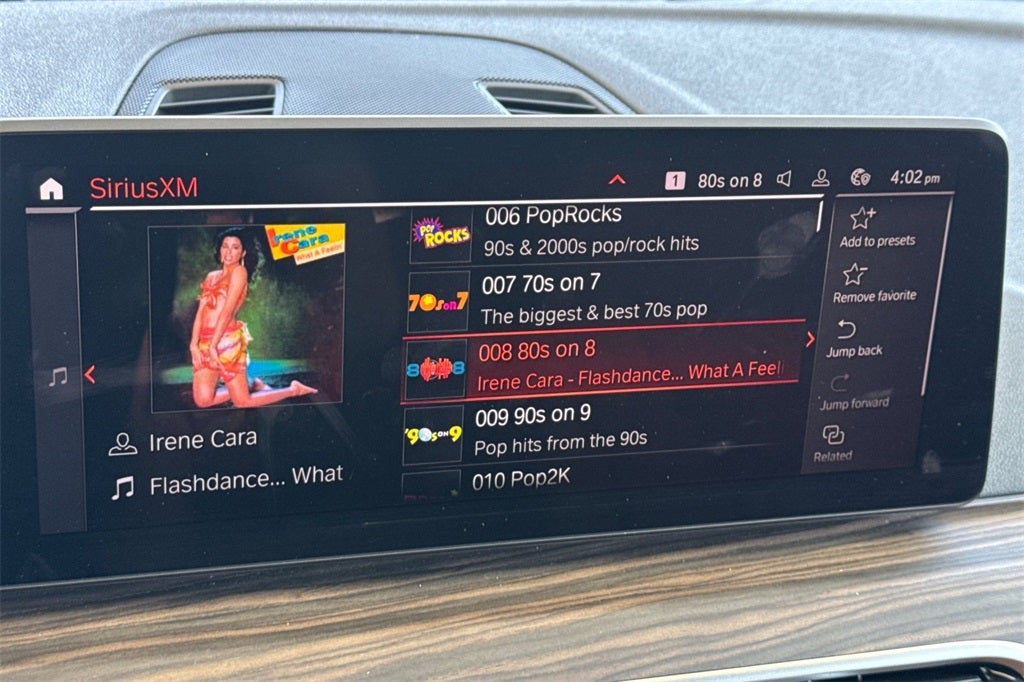 SiriusXM
1 80s on 8
4:02 pm
Irene
Cara
What A Feelin'
Irene Cara
Flashdance... What
POP
ROCKS
006 PopRocks
90s & 2000s pop/rock hits
70s on 7
007 70s on 7
The biggest & best 70s pop
8 8
008 80s on 8
Irene Cara - Flashdance... What A Feeli
'90s ON 9
009 90s on 9
Pop hits from the 90s
010 Pop2K
Add to presets
Remove favorite
Jump back
Jump forward
Related